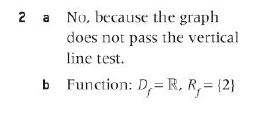 2 a No, because the graph
does not pass the vertical
line test.
b Function: D_f = ℝ, R_f = {2}